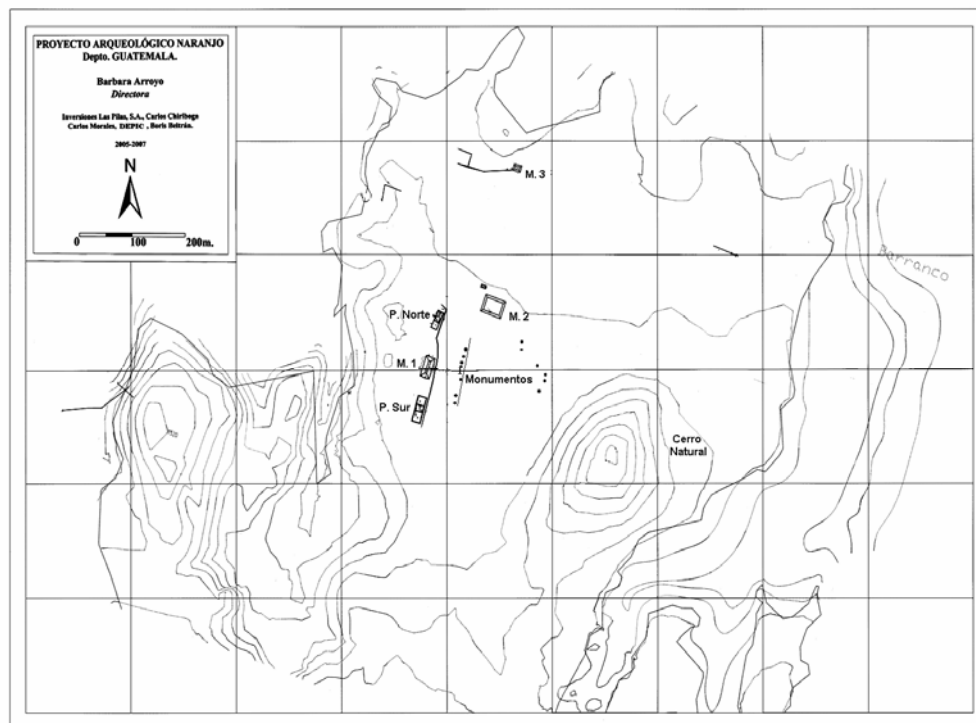 PROYECTO ARQUEOLÓGICO NARANJO
Depto. GUATEMALA.
Barbara Arroyo
Directora
Inversiones Las Pilas, S.A., Carlos Chiriboga
Carlos Morales, DEPIC , Boris Beltrán.
2005-2007
N
0 100 200m.
M. 3
Barranco
P. Norte
M. 2
M. 1
Monumentos
P. Sur
Cerro
Natural